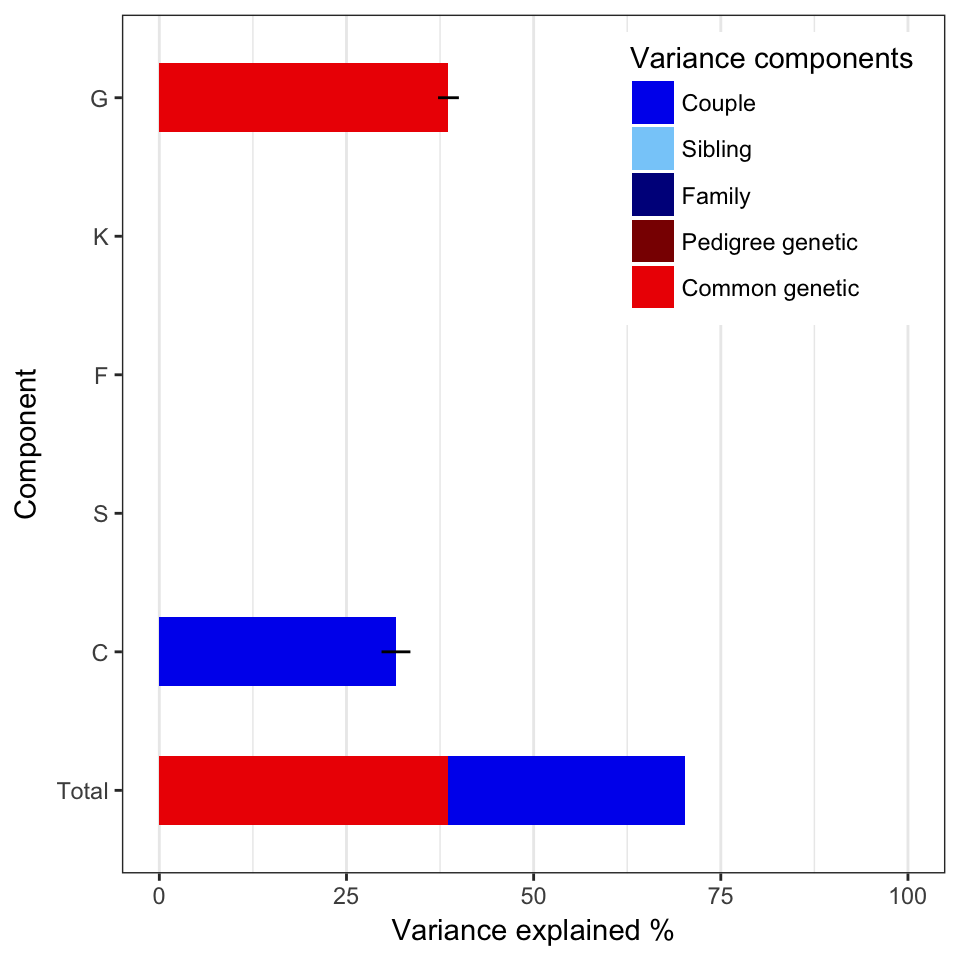 Variance components
Couple
Sibling
Family
Pedigree genetic
Common genetic
G
K
F
S
C
Total
Component
0 25 50 75 100
Variance explained %